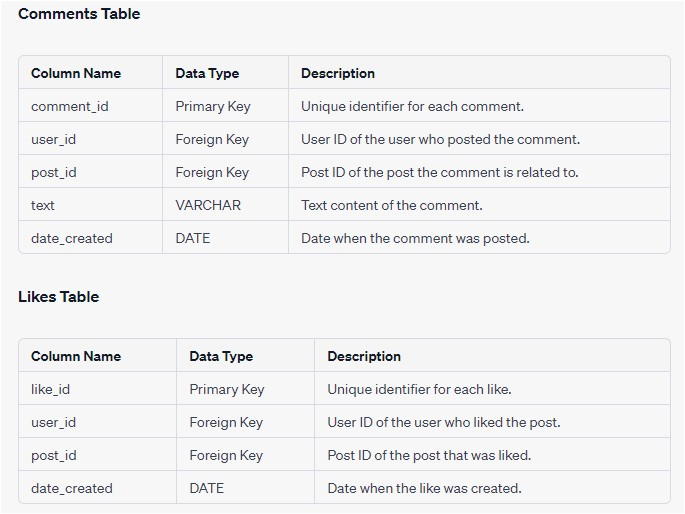 Comments Table
Column Name Data Type Description
comment_id Primary Key Unique identifier for each comment.
user_id Foreign Key User ID of the user who posted the comment.
post_id Foreign Key Post ID of the post the comment is related to.
text VARCHAR Text content of the comment.
date_created DATE Date when the comment was posted.
Likes Table
Column Name Data Type Description
like_id Primary Key Unique identifier for each like.
user_id Foreign Key User ID of the user who liked the post.
post_id Foreign Key Post ID of the post that was liked.
date_created DATE Date when the like was created.